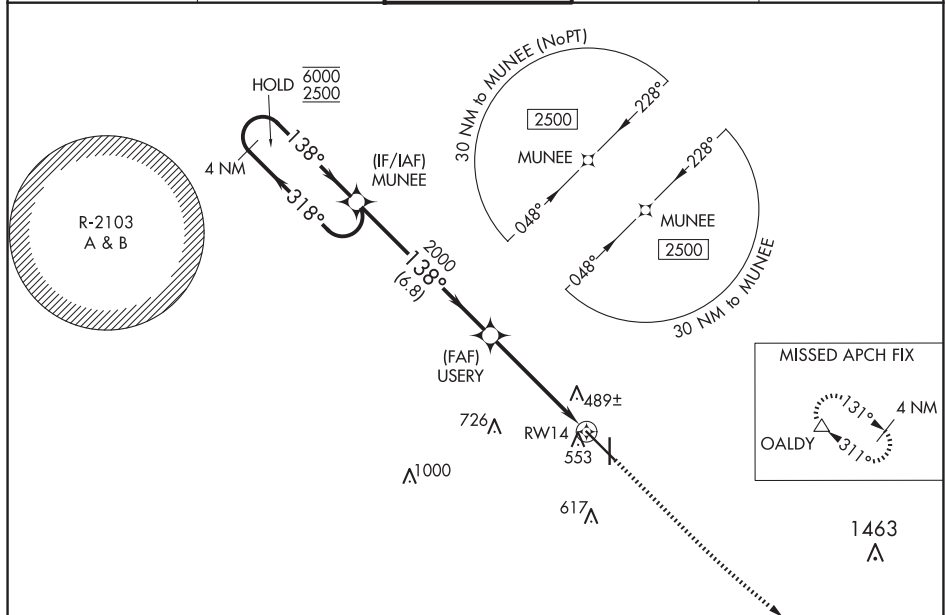 30 NM to MUNEE (NoPT)
HOLD 6000
2500
228°
2500
138°
4 NM
(IF/IAF)
MUNEE
MUNEE
228°
318°
048°
R-2103
A & B
MUNEE
2500
2000
138°
(6.8)
048°
30 NM to MUNEE
(FAF)
USERY
MISSED APCH FIX
489±
131°
4 NM
726
RW14
OALDY
311°
553
1000
617
1463